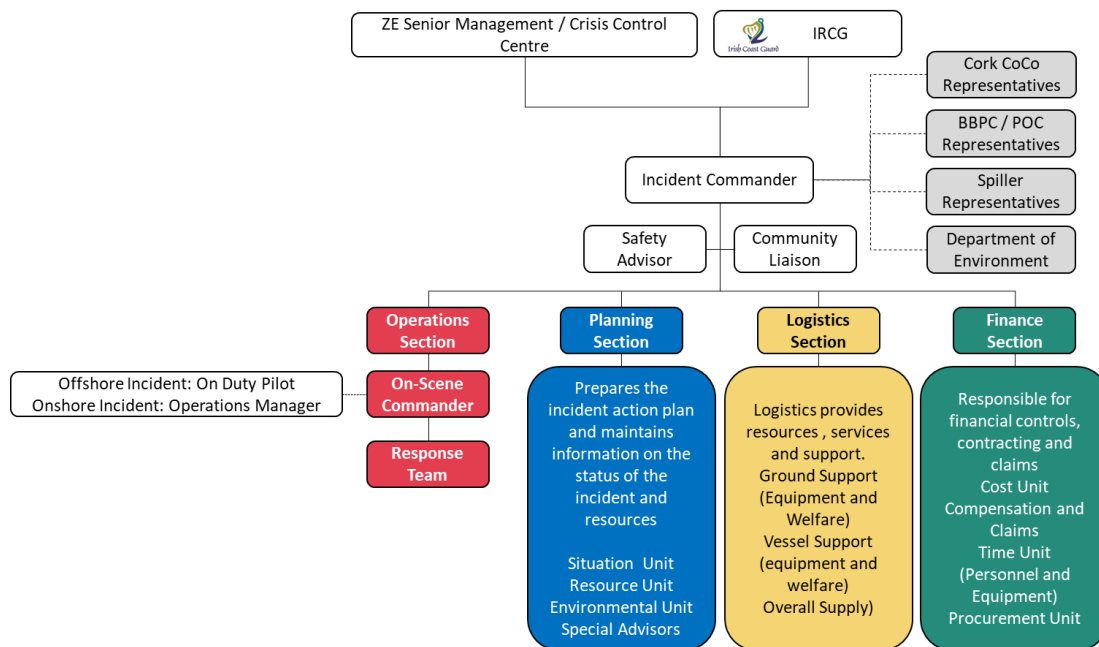 ZE Senior Management / Crisis Control
Centre
Irish Coast Guard
IRCG
Cork CoCo
Representatives
BBPC / POC
Representatives
Incident Commander
Spiller
Representatives
Department of
Environment
Safety
Advisor
Community
Liaison
Operations
Section
Planning
Section
Logistics
Section
Finance
Section
Offshore Incident: On Duty Pilot
Onshore Incident: Operations Manager
On-Scene
Commander
Response
Team
Prepares the
incident action plan
and maintains
information on the
status of the
incident and
resources
Situation Unit
Resource Unit
Environmental Unit
Special Advisors
Logistics provides
resources , services
and support.
Ground Support
(Equipment and
Welfare)
Vessel Support
(equipment and
welfare)
Overall Supply)
Responsible for
financial controls,
contracting and
claims
Cost Unit
Compensation and
Claims
Time Unit
(Personnel and
Equipment)
Procurement Unit